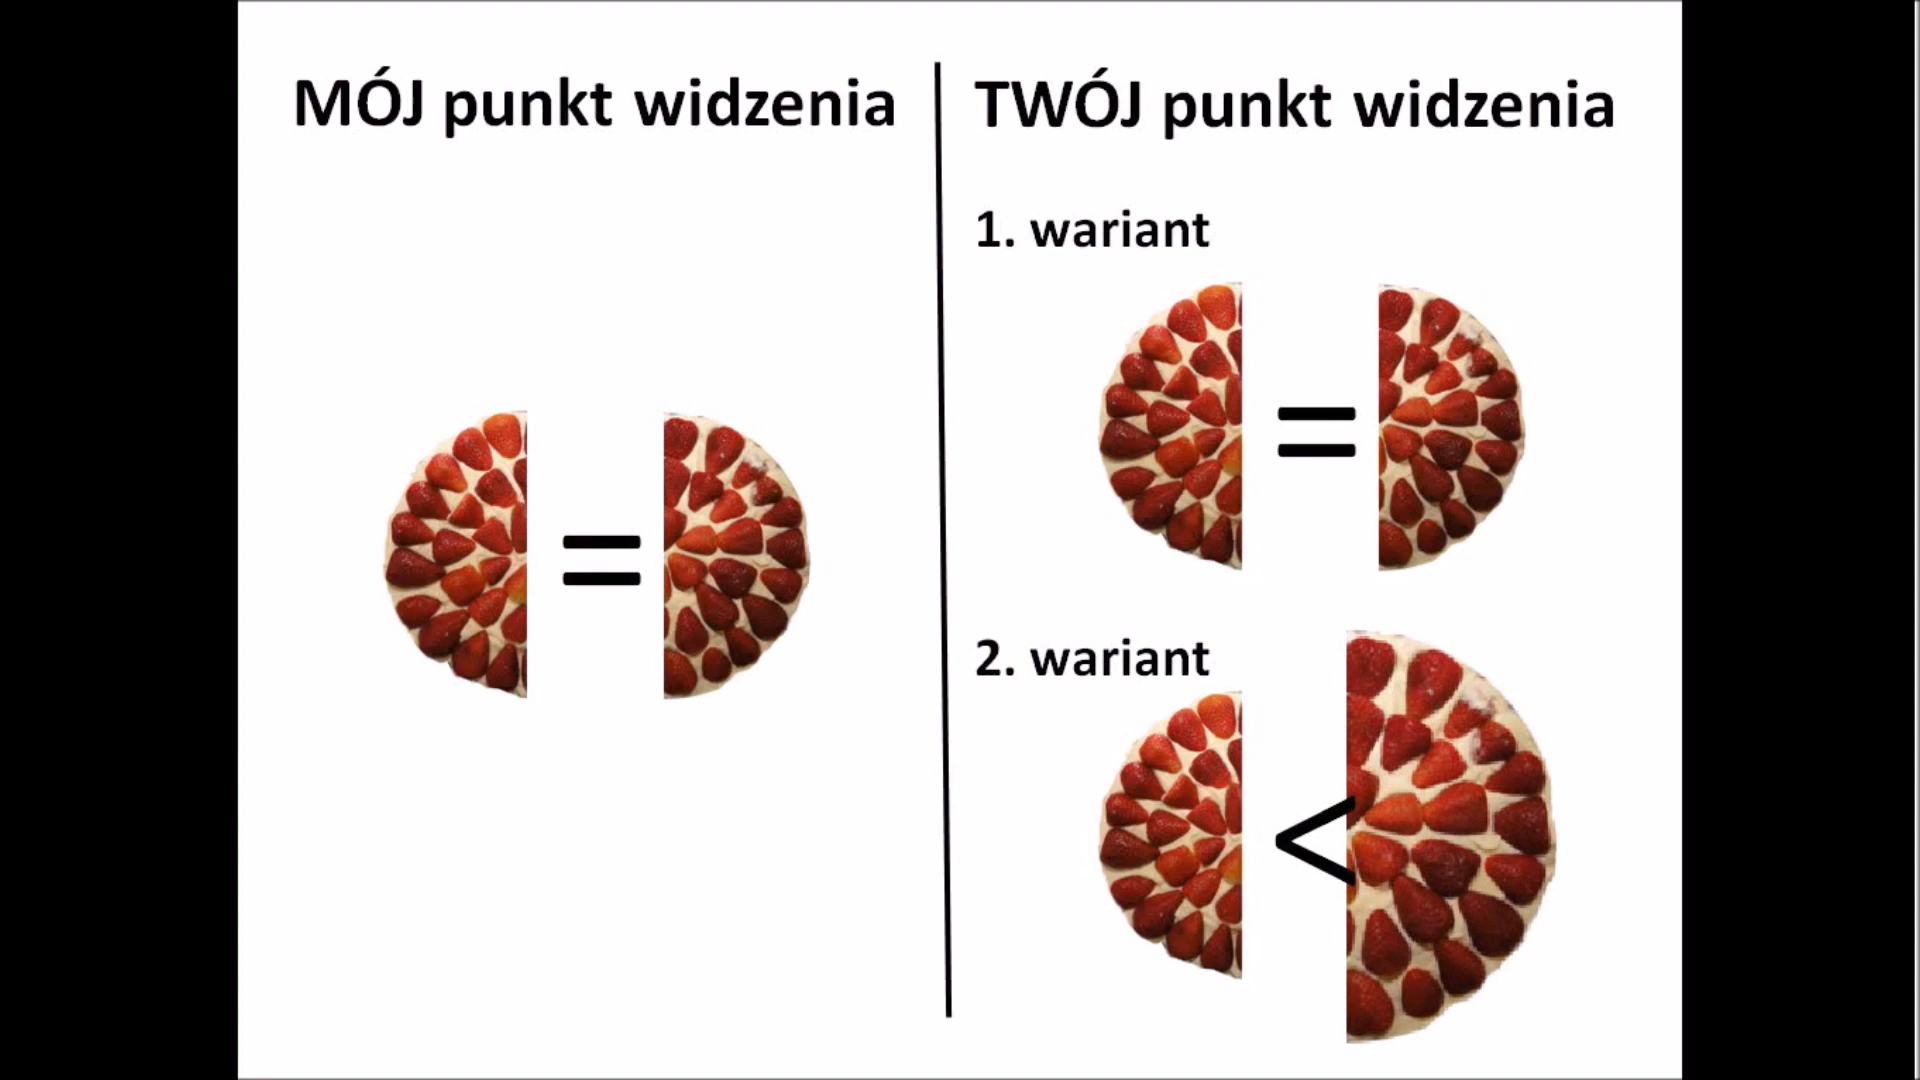 MÓJ punkt widzenia
=
TWÓJ punkt widzenia
1. wariant
=
2. wariant
<